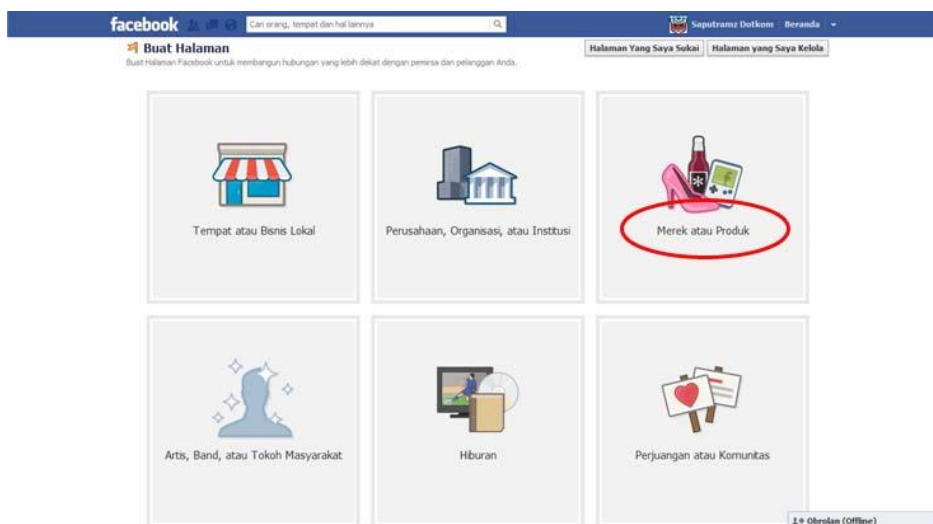 facebook
Cari orang, tempat dan hal lainnya
Saputramz Dotkom Beranda
Buat Halaman
Halaman Yang Saya Sukai Halaman yang Saya Kelola
Buat Halaman Facebook untuk membangun hubungan yang lebih dekat dengan pemirsa dan pelanggan Anda.
Tempat atau Bisnis Lokal
Perusahaan, Organisasi, atau Institusi
Merek atau Produk
Artis, Band, atau Tokoh Masyarakat
Hiburan
Perjuangan atau Komunitas
Obrolan (Offline)